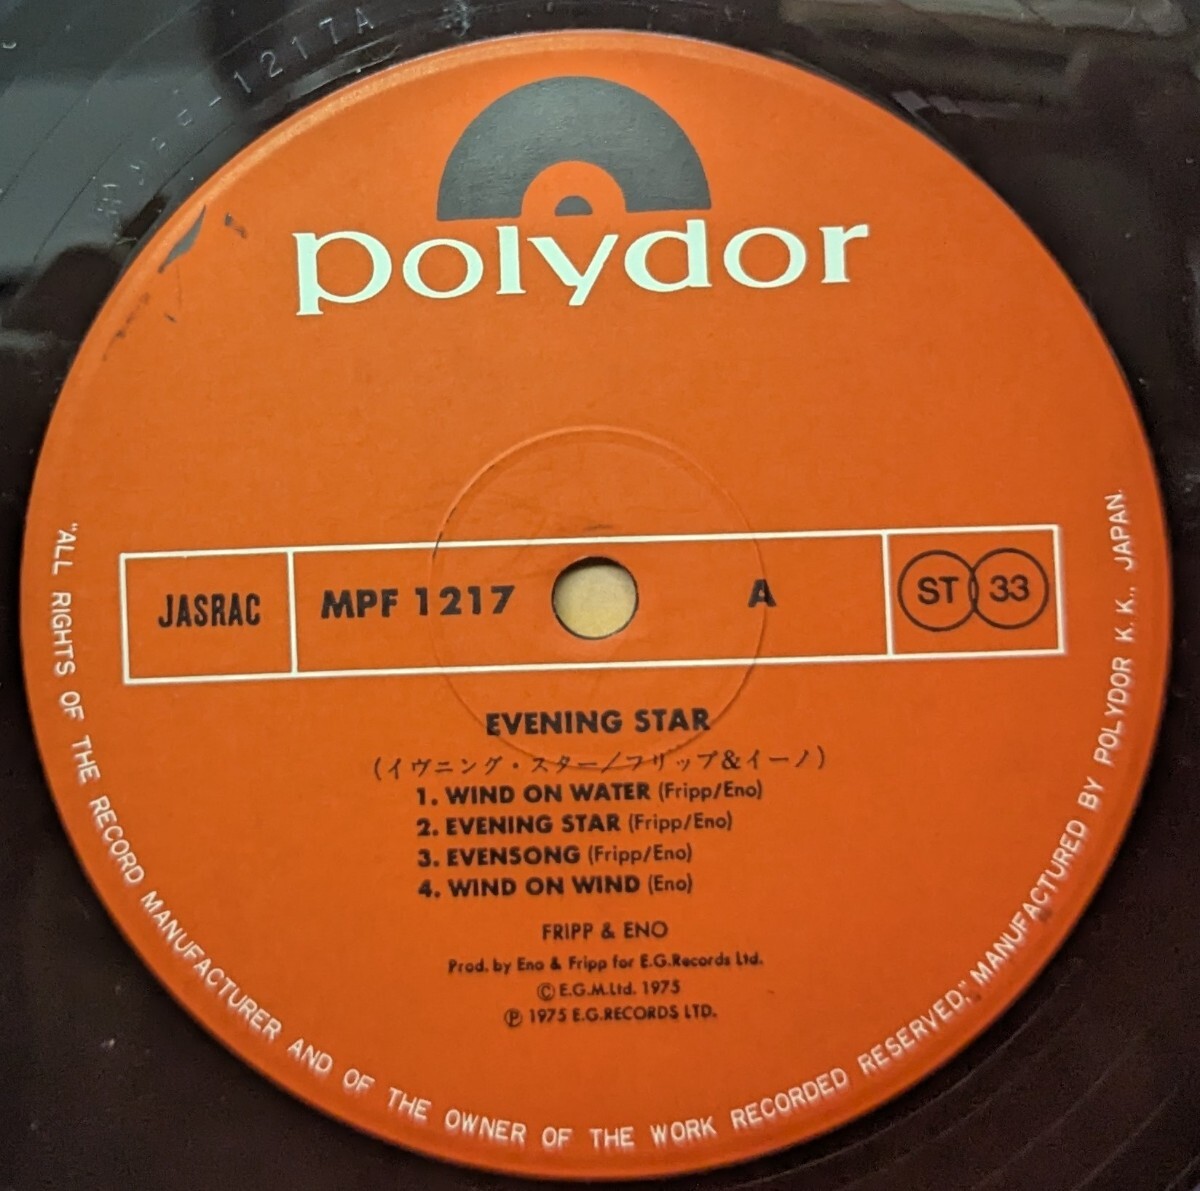 polydor
JASRAC
MPF 1217
A
ST 33
EVENING STAR
(イヴニング・スター/フリップ&イーノ)
1. WIND ON WATER (Fripp/Eno)
2. EVENING STAR (Fripp/Eno)
3. EVENSONG (Fripp/Eno)
4. WIND ON WIND (Eno)
FRIPP & ENO
Prod. by Eno & Fripp for E.G.Records Ltd.
© E.G.M.Ltd. 1975
℗ 1975 E.G.RECORDS LTD.
"ALL RIGHTS OF THE RECORD MANUFACTURER AND OF THE OWNER OF THE WORK RECORDED RESERVED." MANUFACTURED BY POLYDOR K.K., JAPAN.